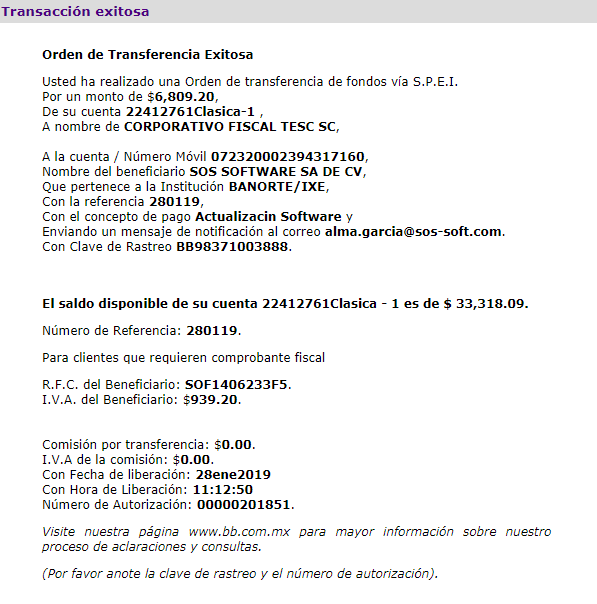 Transacción exitosa
Orden de Transferencia Exitosa
Usted ha realizado una Orden de transferencia de fondos vía S.P.E.I.
Por un monto de $6,809.20,
De su cuenta 22412761Clasica-1 ,
A nombre de CORPORATIVO FISCAL TESC SC,
A la cuenta / Número Móvil 072320002394317160,
Nombre del beneficiario SOS SOFTWARE SA DE CV,
Que pertenece a la Institución BANORTE/IXE,
Con la referencia 280119,
Con el concepto de pago Actualizacin Software y
Enviando un mensaje de notificación al correo alma.garcia@sos-soft.com.
Con Clave de Rastreo BB98371003888.
El saldo disponible de su cuenta 22412761Clasica - 1 es de $ 33,318.09.
Número de Referencia: 280119.
Para clientes que requieren comprobante fiscal
R.F.C. del Beneficiario: SOF1406233F5.
I.V.A. del Beneficiario: $939.20.
Comisión por transferencia: $0.00.
I.V.A de la comisión: $0.00.
Con Fecha de liberación: 28ene2019
Con Hora de Liberación: 11:12:50
Número de Autorización: 00000201851.
Visite nuestra página www.bb.com.mx para mayor información sobre nuestro
proceso de aclaraciones y consultas.
(Por favor anote la clave de rastreo y el número de autorización).